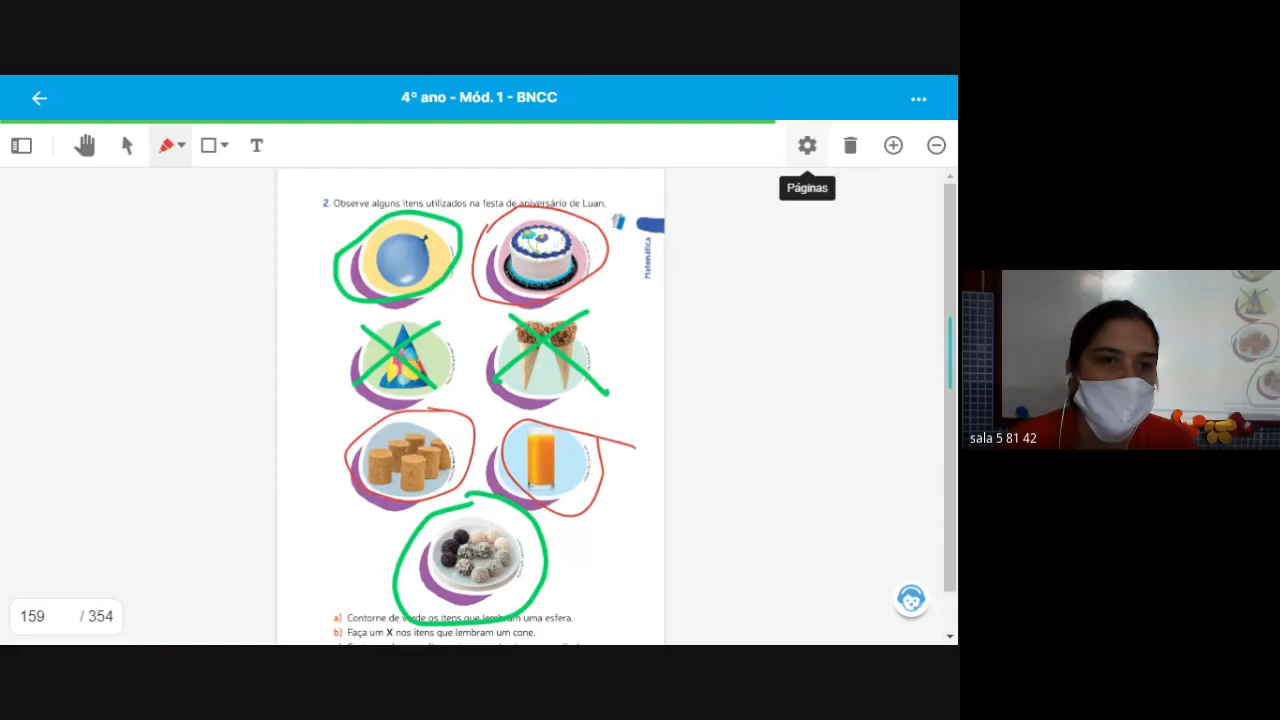 4º ano - Mód. 1 - BNCC
T
Páginas
2. Observe alguns itens utilizados na festa de aniversário de Luan.
Matemática
159 / 354
a) Contorne de verde os itens que lembram uma esfera.
b) Faça um X nos itens que lembram um cone.
sala 5 81 42